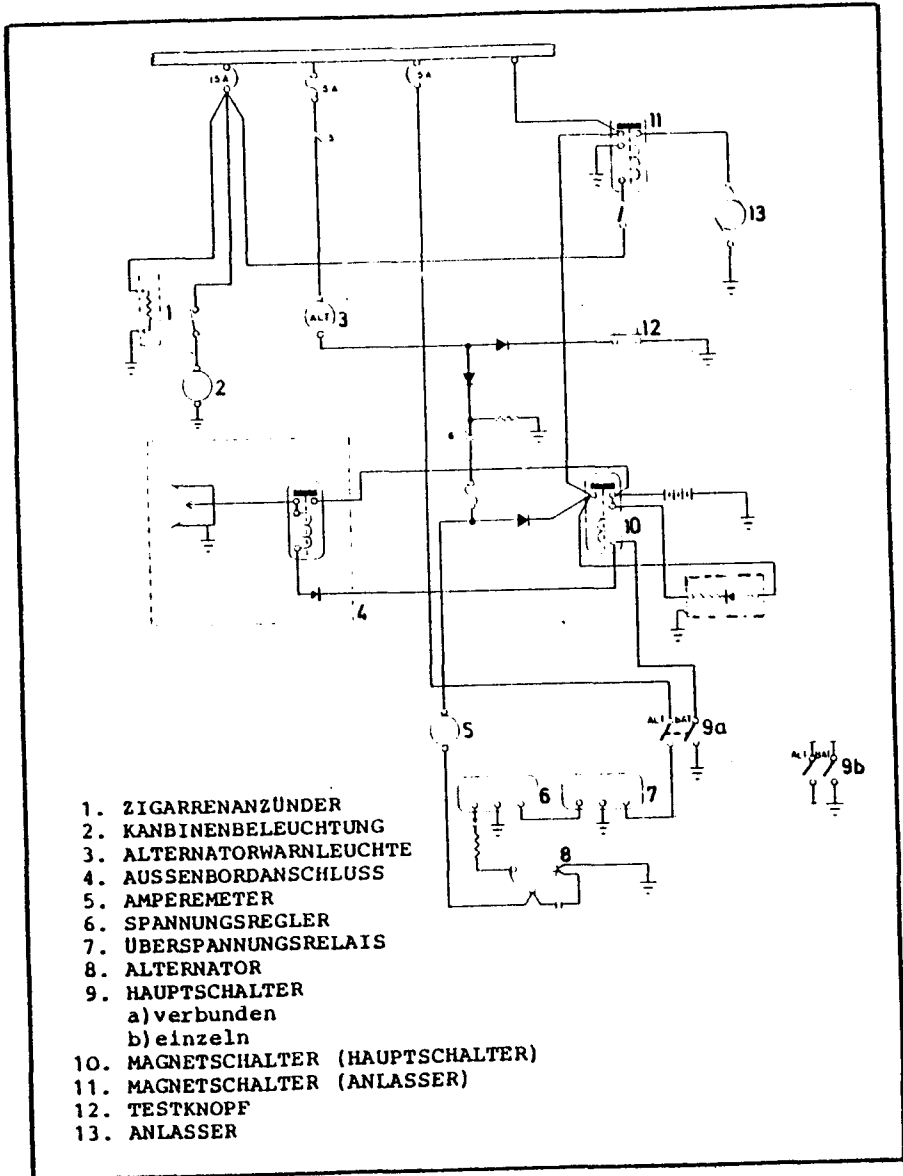 15A
5A
5A
11
13
1
(ALT) 3
12
2
10
4
5
ALT BAT 9a
6
7
ALT BAT 9b
8
1. ZIGARRENANZÜNDER
2. KANBINENBELEUCHTUNG
3. ALTERNATORWARNLEUCHTE
4. AUSSENBORDANSCHLUSS
5. AMPEREMETER
6. SPANNUNGSREGLER
7. ÜBERSPANNUNGSRELAIS
8. ALTERNATOR
9. HAUPTSCHALTER
a) verbunden
b) einzeln
10. MAGNETSCHALTER (HAUPTSCHALTER)
11. MAGNETSCHALTER (ANLASSER)
12. TESTKNOPF
13. ANLASSER